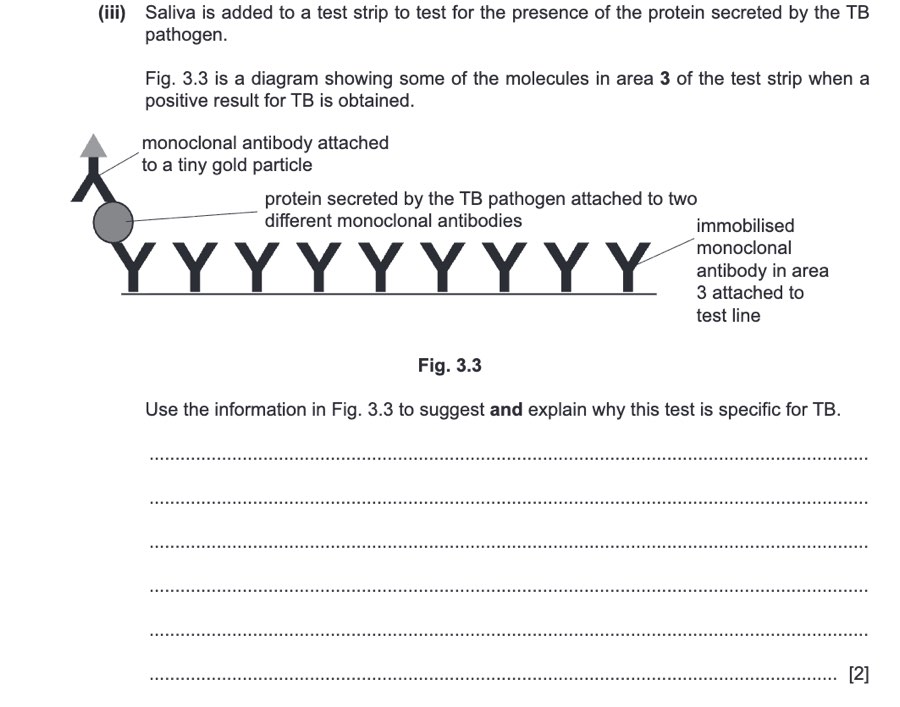 (iii) Saliva is added to a test strip to test for the presence of the protein secreted by the TB
pathogen.
Fig. 3.3 is a diagram showing some of the molecules in area 3 of the test strip when a
positive result for TB is obtained.
monoclonal antibody attached
to a tiny gold particle
protein secreted by the TB pathogen attached to two
different monoclonal antibodies
immobilised
monoclonal
antibody in area
3 attached to
test line
Fig. 3.3
Use the information in Fig. 3.3 to suggest and explain why this test is specific for TB.
[2]